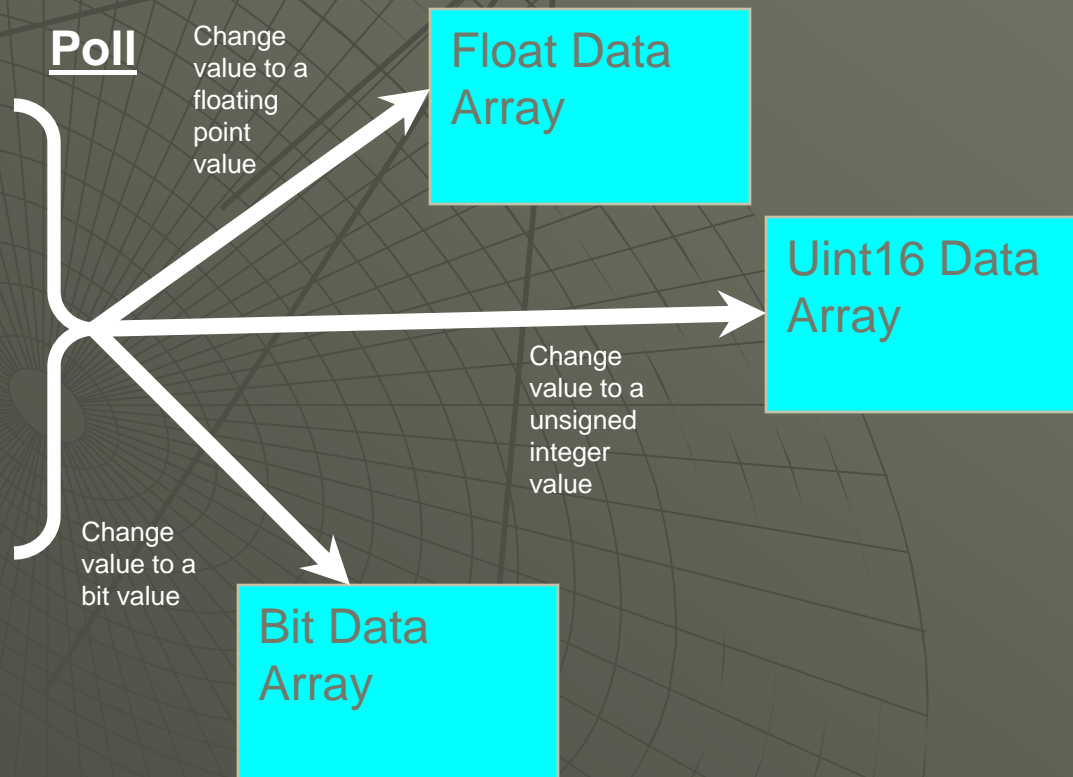 Poll
Change
value to a
floating
point
value
Float Data
Array
Uint16 Data
Array
Change
value to a
unsigned
integer
value
Change
value to a
bit value
Bit Data
Array